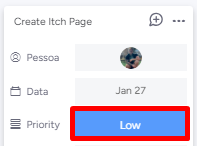 Create Itch Page
Pessoa
Data
Jan 27
Priority
Low